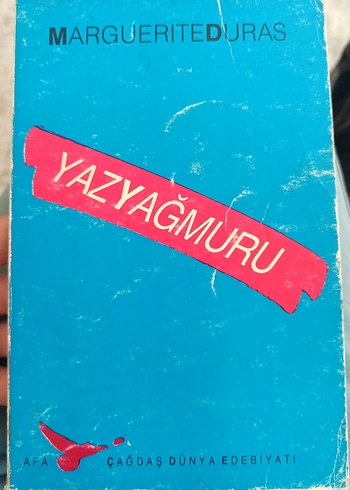 MARGUERITEDURAS
YAZYAĞMURU
AFA ÇAĞDAŞ DÜNYA EDEBİYATI